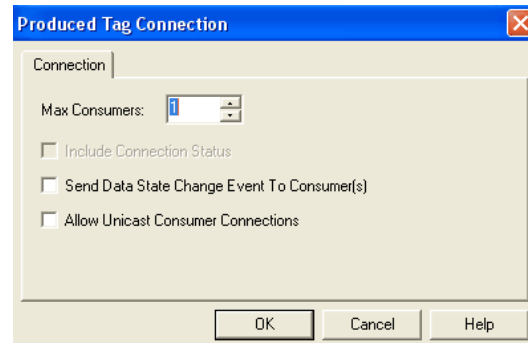 Produced Tag Connection
Connection
Max Consumers: 1
Include Connection Status
Send Data State Change Event To Consumer(s)
Allow Unicast Consumer Connections
OK Cancel Help